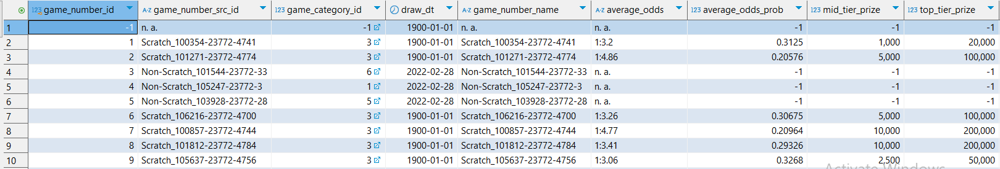 123 game_number_id A-Z game_number_src_id 123 game_category_id draw_dt A-Z game_number_name A-Z average_odds 123 average_odds_prob 123 mid_tier_prize 123 top_tier_prize
1 -1 n. a. -1 1900-01-01 n. a. n. a. -1 -1 -1
2 1 Scratch_100354-23772-4741 3 1900-01-01 Scratch_100354-23772-4741 1:3.2 0.3125 1,000 20,000
3 2 Scratch_101271-23772-4774 3 1900-01-01 Scratch_101271-23772-4774 1:4.86 0.20576 5,000 100,000
4 3 Non-Scratch_101544-23772-33 6 2022-02-28 Non-Scratch_101544-23772-33 n. a. -1 -1 -1
5 4 Non-Scratch_105247-23772-3 1 2022-02-28 Non-Scratch_105247-23772-3 n. a. -1 -1 -1
6 5 Non-Scratch_103928-23772-28 5 2022-02-28 Non-Scratch_103928-23772-28 n. a. -1 -1 -1
7 6 Scratch_106216-23772-4700 3 1900-01-01 Scratch_106216-23772-4700 1:3.26 0.30675 5,000 100,000
8 7 Scratch_100857-23772-4744 3 1900-01-01 Scratch_100857-23772-4744 1:4.77 0.20964 10,000 200,000
9 8 Scratch_101812-23772-4784 3 1900-01-01 Scratch_101812-23772-4784 1:3.41 0.29326 10,000 200,000
10 9 Scratch_105637-23772-4756 3 1900-01-01 Scratch_105637-23772-4756 1:3.06 0.3268 2,500 50,000
Activate Windows